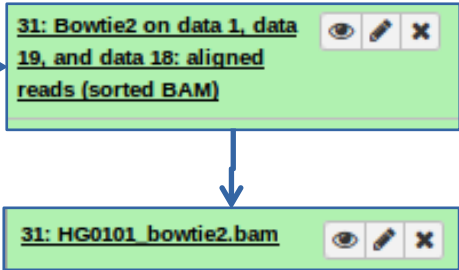 31: Bowtie2 on data 1, data
19, and data 18: aligned
reads (sorted BAM)
31: HG0101_bowtie2.bam